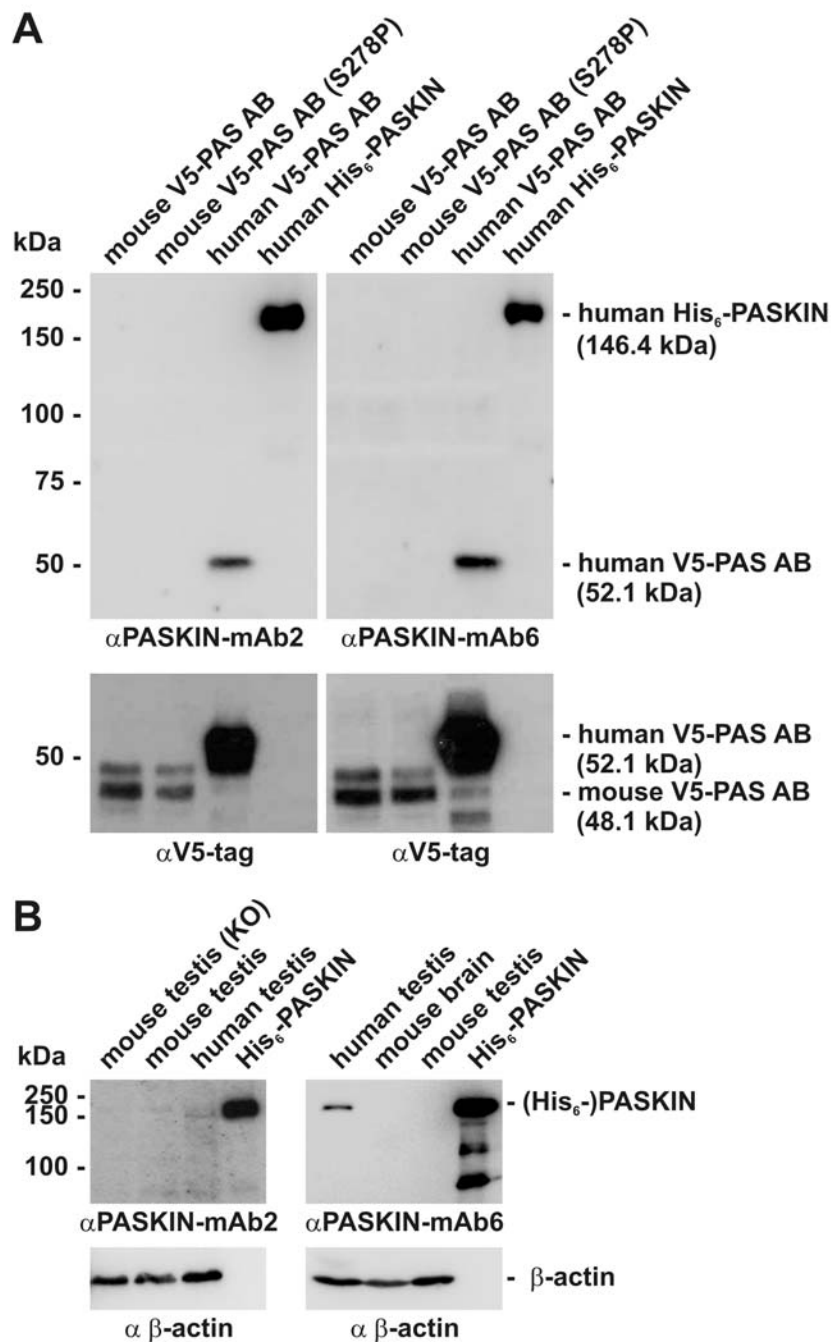 A
mouse V5-PAS AB
mouse V5-PAS AB (S278P)
human V5-PAS AB
human His₆-PASKIN
mouse V5-PAS AB
mouse V5-PAS AB (S278P)
human V5-PAS AB
human His₆-PASKIN
kDa
250 -
150 -
100 -
75 -
50 -
- human His₆-PASKIN
(146.4 kDa)
- human V5-PAS AB
(52.1 kDa)
αPASKIN-mAb2
αPASKIN-mAb6
50 -
- human V5-PAS AB
(52.1 kDa)
- mouse V5-PAS AB
(48.1 kDa)
αV5-tag
αV5-tag
B
mouse testis (KO)
mouse testis
human testis
His₆-PASKIN
human testis
mouse brain
mouse testis
His₆-PASKIN
kDa
250 -
150 -
100 -
- (His₆-)PASKIN
αPASKIN-mAb2
αPASKIN-mAb6
- β-actin
α β-actin
α β-actin